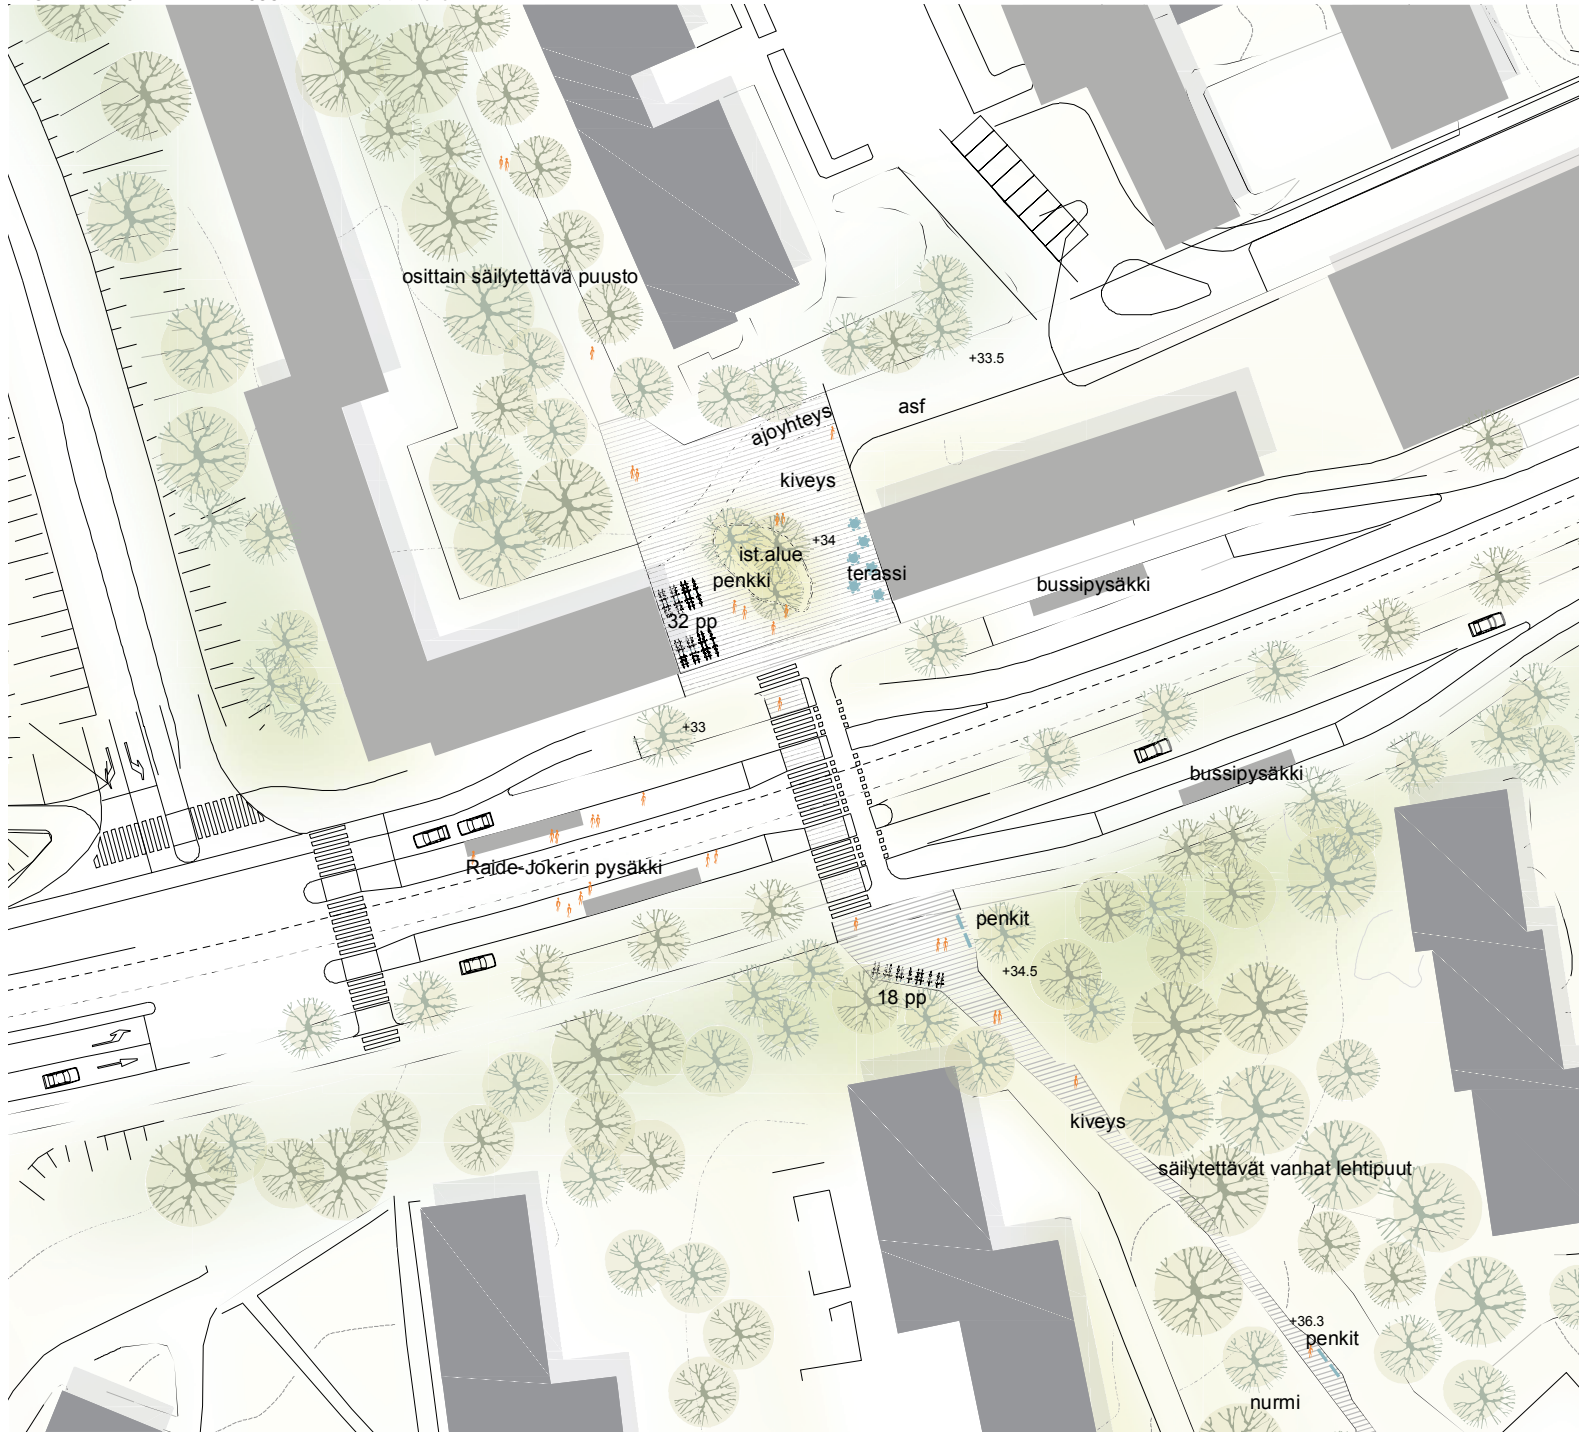 osittain säilytettävä puusto
+33.5
asf
ajoyhteys
kiveys
+34
ist.alue
penkki
terassi
bussipysäkki
32 pp
+33
bussipysäkki
Raide-Jokerin pysäkki
penkit
+34.5
18 pp
kiveys
säilytettävät vanhat lehtipuut
+36.3
penkit
nurmi